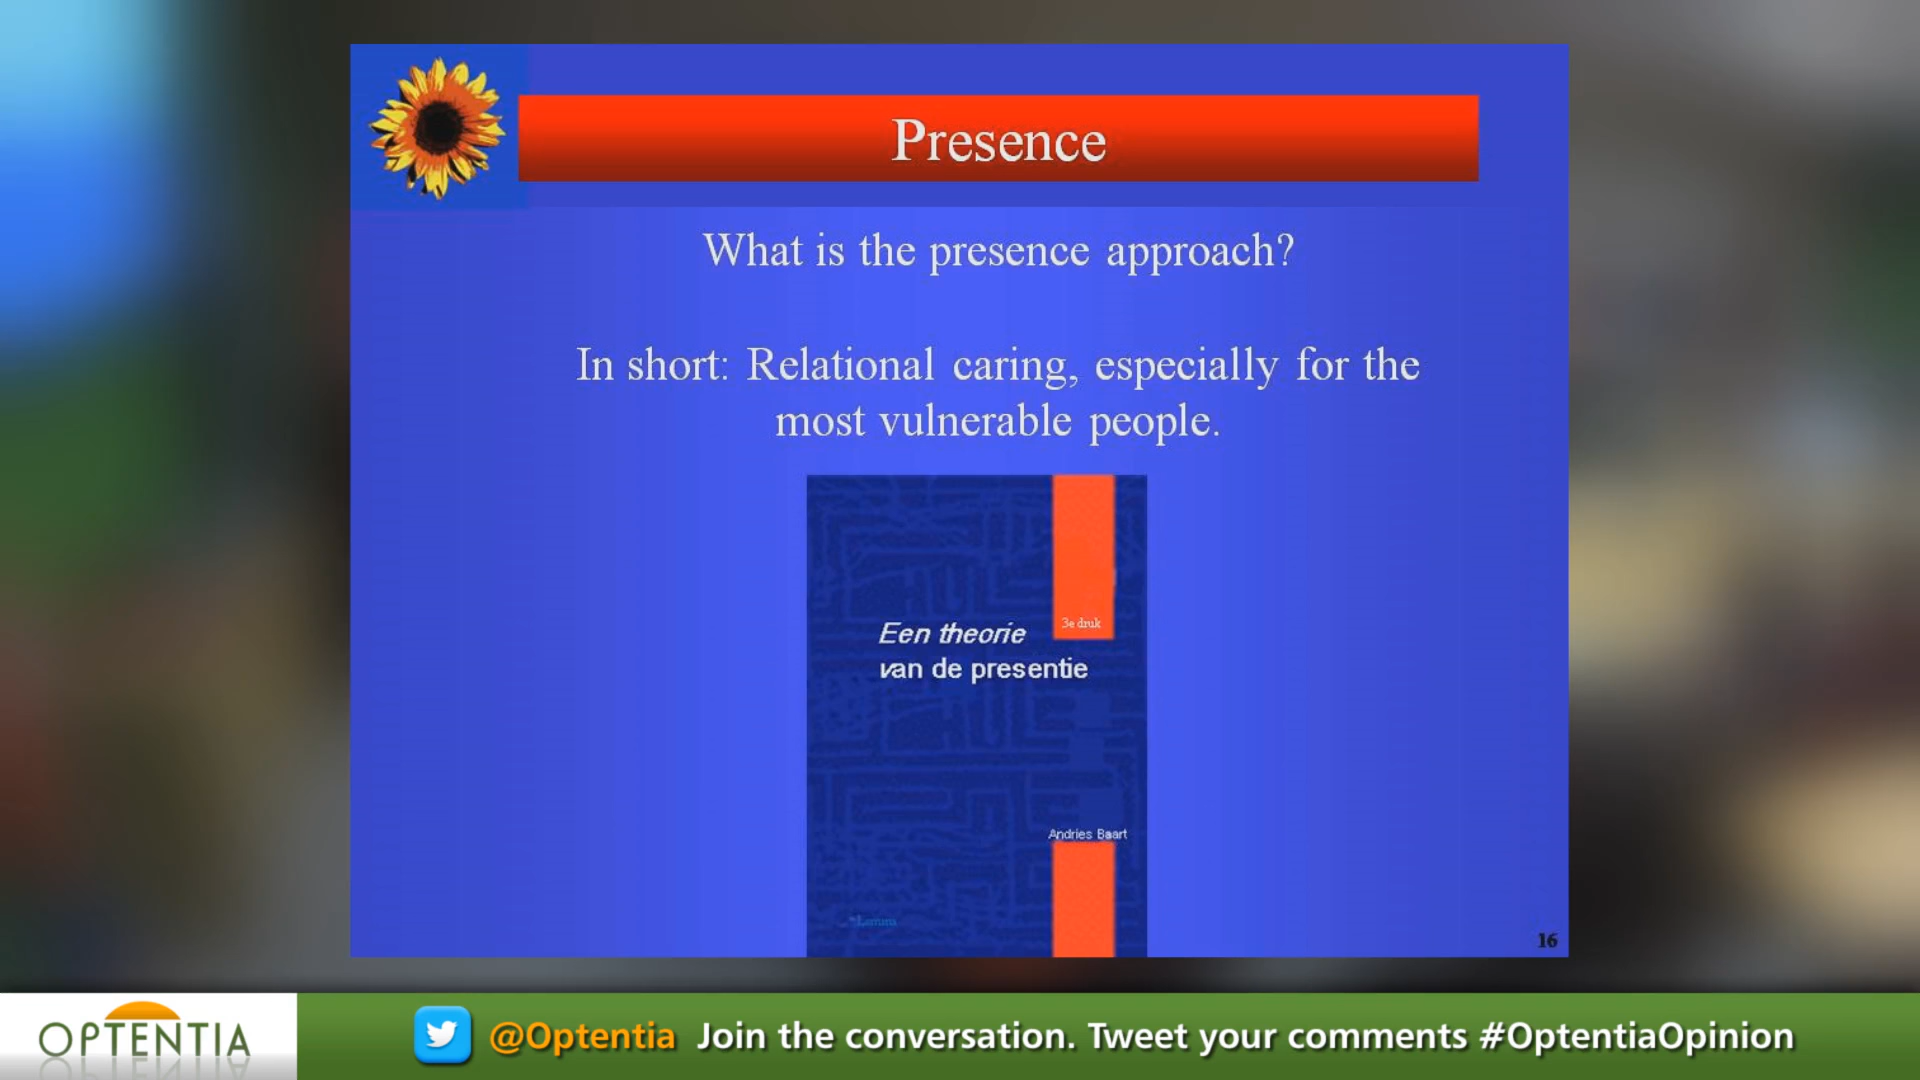 Presence
What is the presence approach?
In short: Relational caring, especially for the
most vulnerable people.
3e druk
Een theorie
van de presentie
Andries Baart
Lemma
16
OPTENTIA
@Optentia Join the conversation. Tweet your comments #OptentiaOpinion